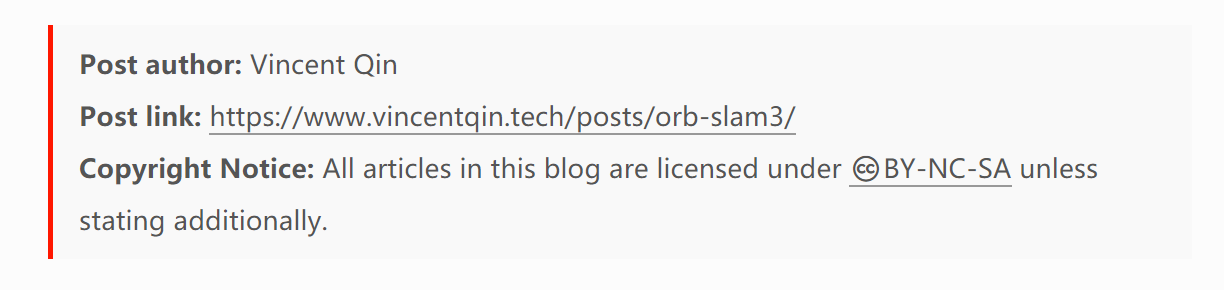 Post author: Vincent Qin
Post link: https://www.vincentqin.tech/posts/orb-slam3/
Copyright Notice: All articles in this blog are licensed under 🅭BY-NC-SA unless
stating additionally.